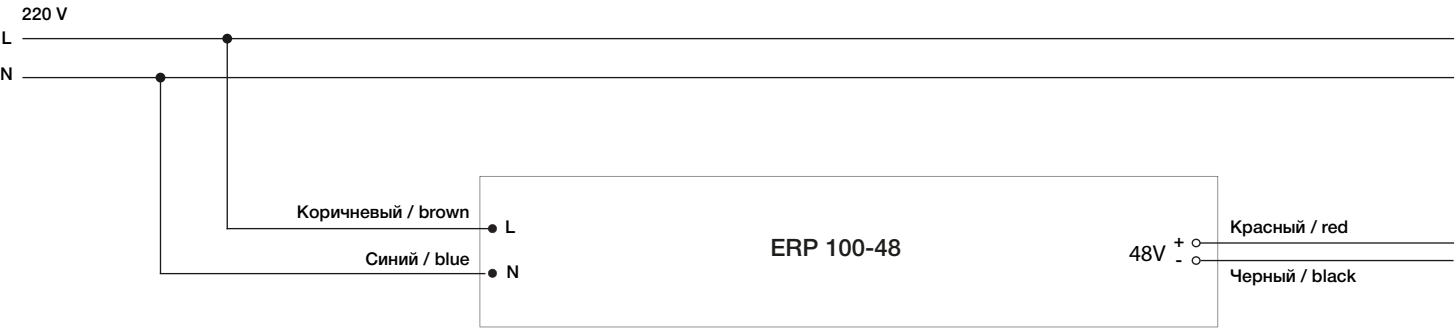 220 V
L
N
Коричневый / brown
L
Синий / blue
N
ERP 100-48
48V + -
Красный / red
Черный / black